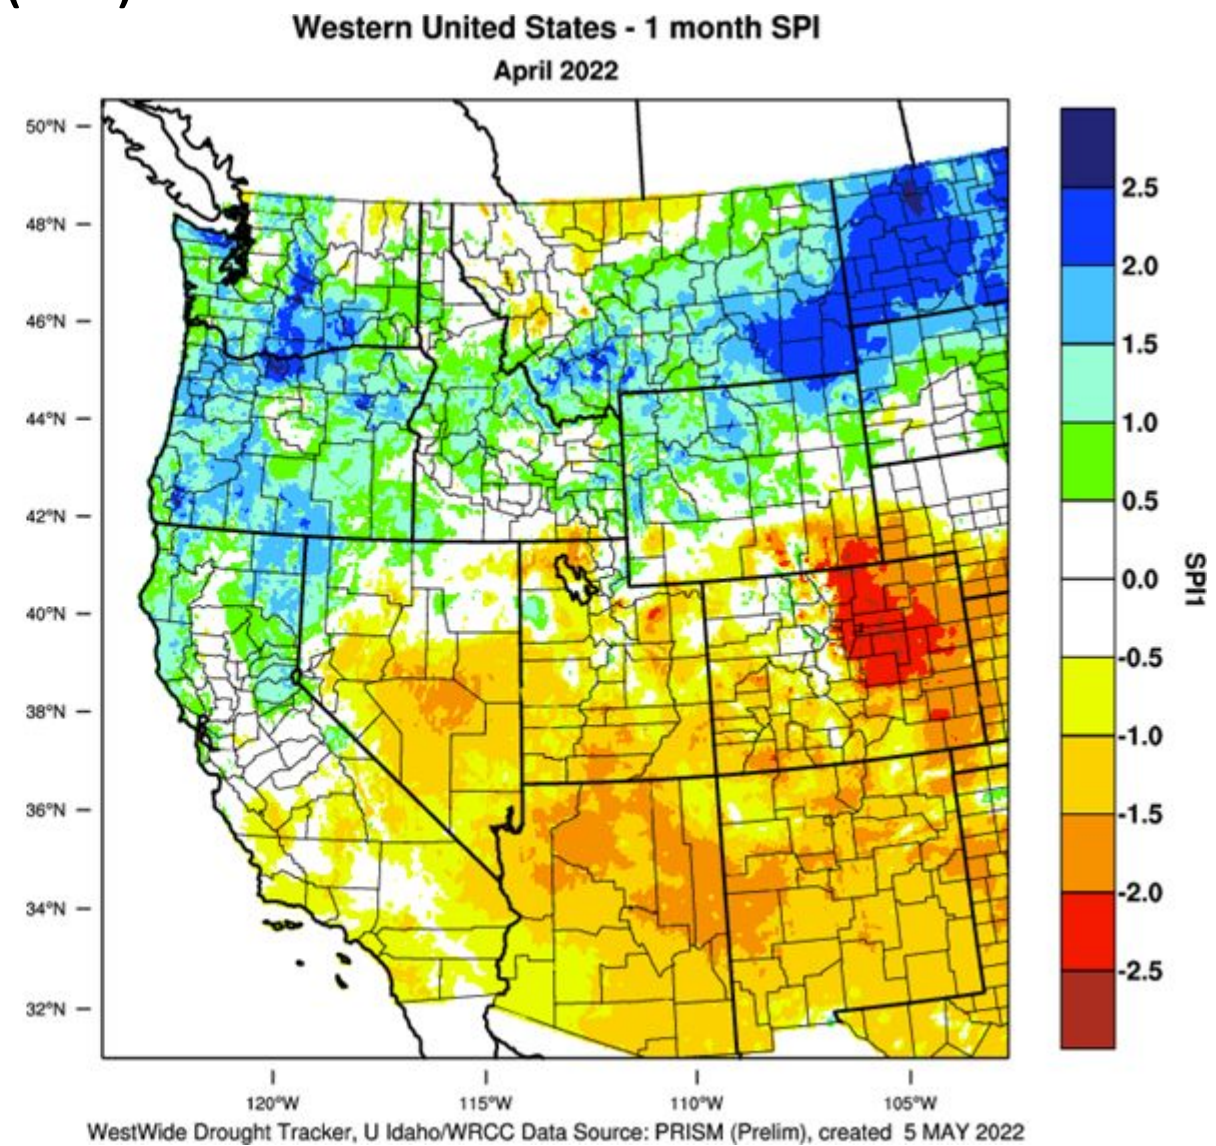 Western United States - 1 month SPI
April 2022
50°N
48°N
46°N
44°N
42°N
40°N
38°N
36°N
34°N
32°N
120°W
115°W
110°W
105°W
2.5
2.0
1.5
1.0
0.5
0.0
-0.5
-1.0
-1.5
-2.0
-2.5
SPI1
WestWide Drought Tracker, U Idaho/WRCC Data Source: PRISM (Prelim), created 5 MAY 2022